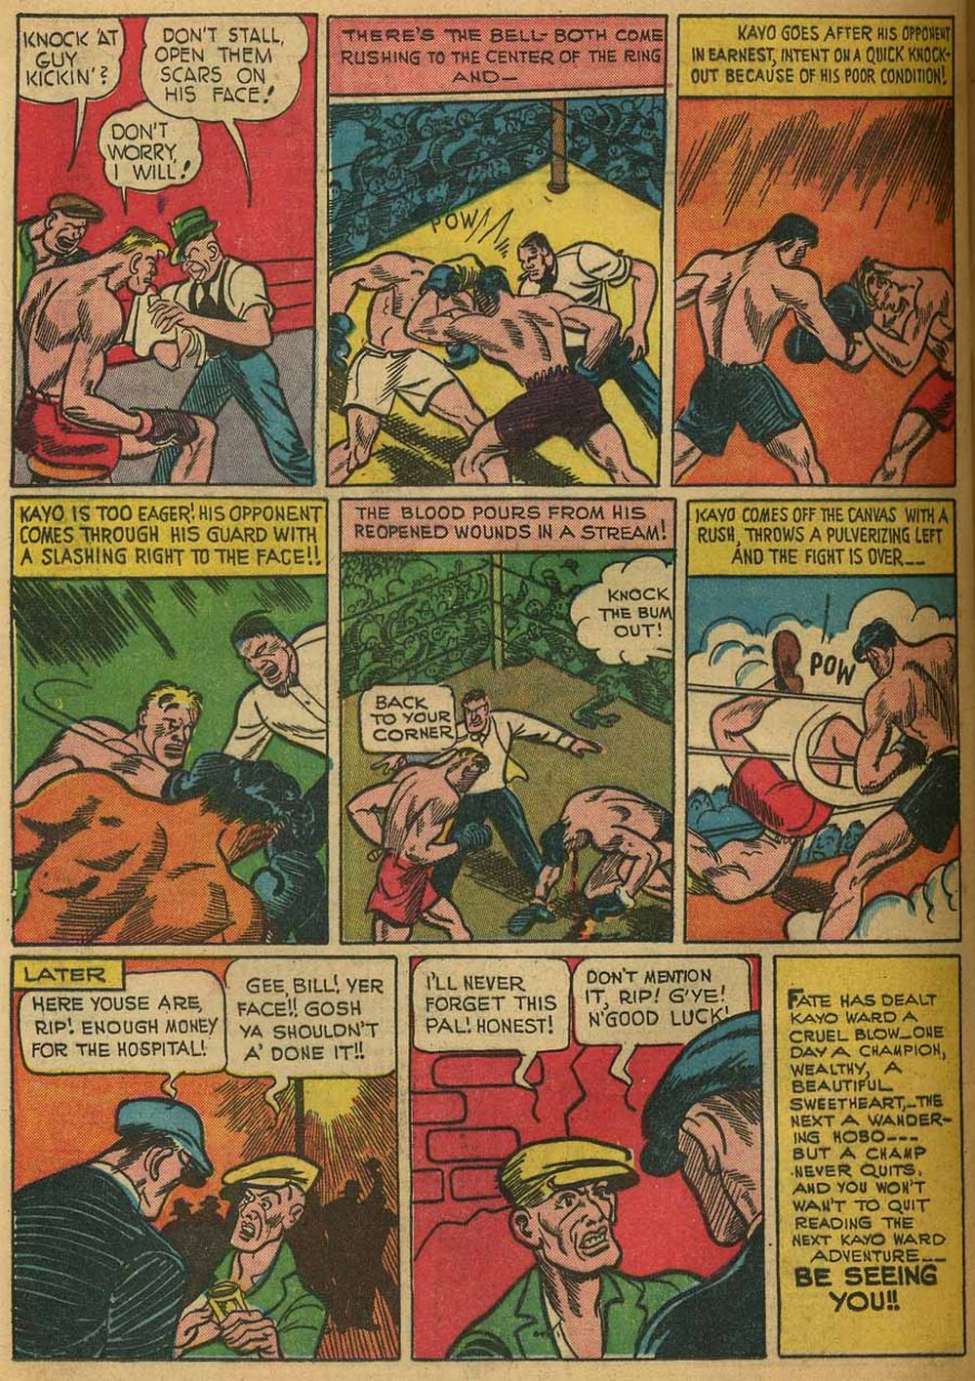 KNOCK 'AT
GUY
KICKIN'?
DON'T STALL,
OPEN THEM
SCARS ON
HIS FACE!
DON'T
WORRY,
I WILL!
THERE'S THE BELL- BOTH COME
RUSHING TO THE CENTER OF THE RING
AND-
POW
KAYO GOES AFTER HIS OPPONENT
IN EARNEST, INTENT ON A QUICK KNOCK-
OUT BECAUSE OF HIS POOR CONDITION!
KAYO IS TOO EAGER! HIS OPPONENT
COMES THROUGH HIS GUARD WITH
A SLASHING RIGHT TO THE FACE!!
THE BLOOD POURS FROM HIS
REOPENED WOUNDS IN A STREAM!
KNOCK
THE BUM
OUT!
BACK
TO YOUR
CORNER
KAYO COMES OFF THE CANVAS WITH A
RUSH, THROWS A PULVERIZING LEFT
AND THE FIGHT IS OVER__
POW
LATER
HERE YOUSE ARE,
RIP! ENOUGH MONEY
FOR THE HOSPITAL!
GEE, BILL! YER
FACE!! GOSH
YA SHOULDN'T
A' DONE IT!!
I'LL NEVER
FORGET THIS
PAL! HONEST!
DON'T MENTION
IT, RIP! G'YE!
N'GOOD LUCK!
FATE HAS DEALT
KAYO WARD A
CRUEL BLOW_ONE
DAY A CHAMPION,
WEALTHY, A
BEAUTIFUL
SWEETHEART,_THE
NEXT A WANDER-
ING HOBO---
BUT A CHAMP
NEVER QUITS,
AND YOU WON'T
WAN'T TO QUIT
READING THE
NEXT KAYO WARD
ADVENTURE__
BE SEEING
YOU!!